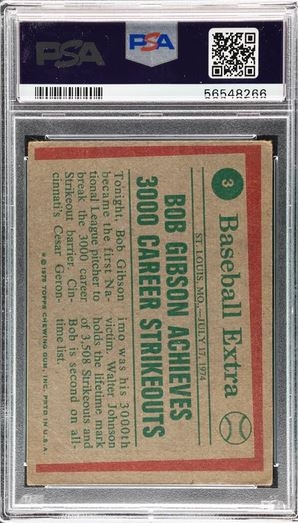 PSA
PSA
56548266
3
Baseball Extra
ST. LOUIS, MO.—JULY 17, 1974
BOB GIBSON ACHIEVES
3000 CAREER STRIKEOUTS
Tonight, Bob Gibson
became the first Na-
tional League pitcher to
break the 3000 career
Strikeout barrier. Cin-
cinnati's Cesar Geron-
imo was his 3000th
victim. Walter Johnson
holds the lifetime mark
of 3,508 Strikeouts and
Bob is second on all-
time list.
© 1975 TOPPS CHEWING GUM, INC. PRTD. IN U.S.A.